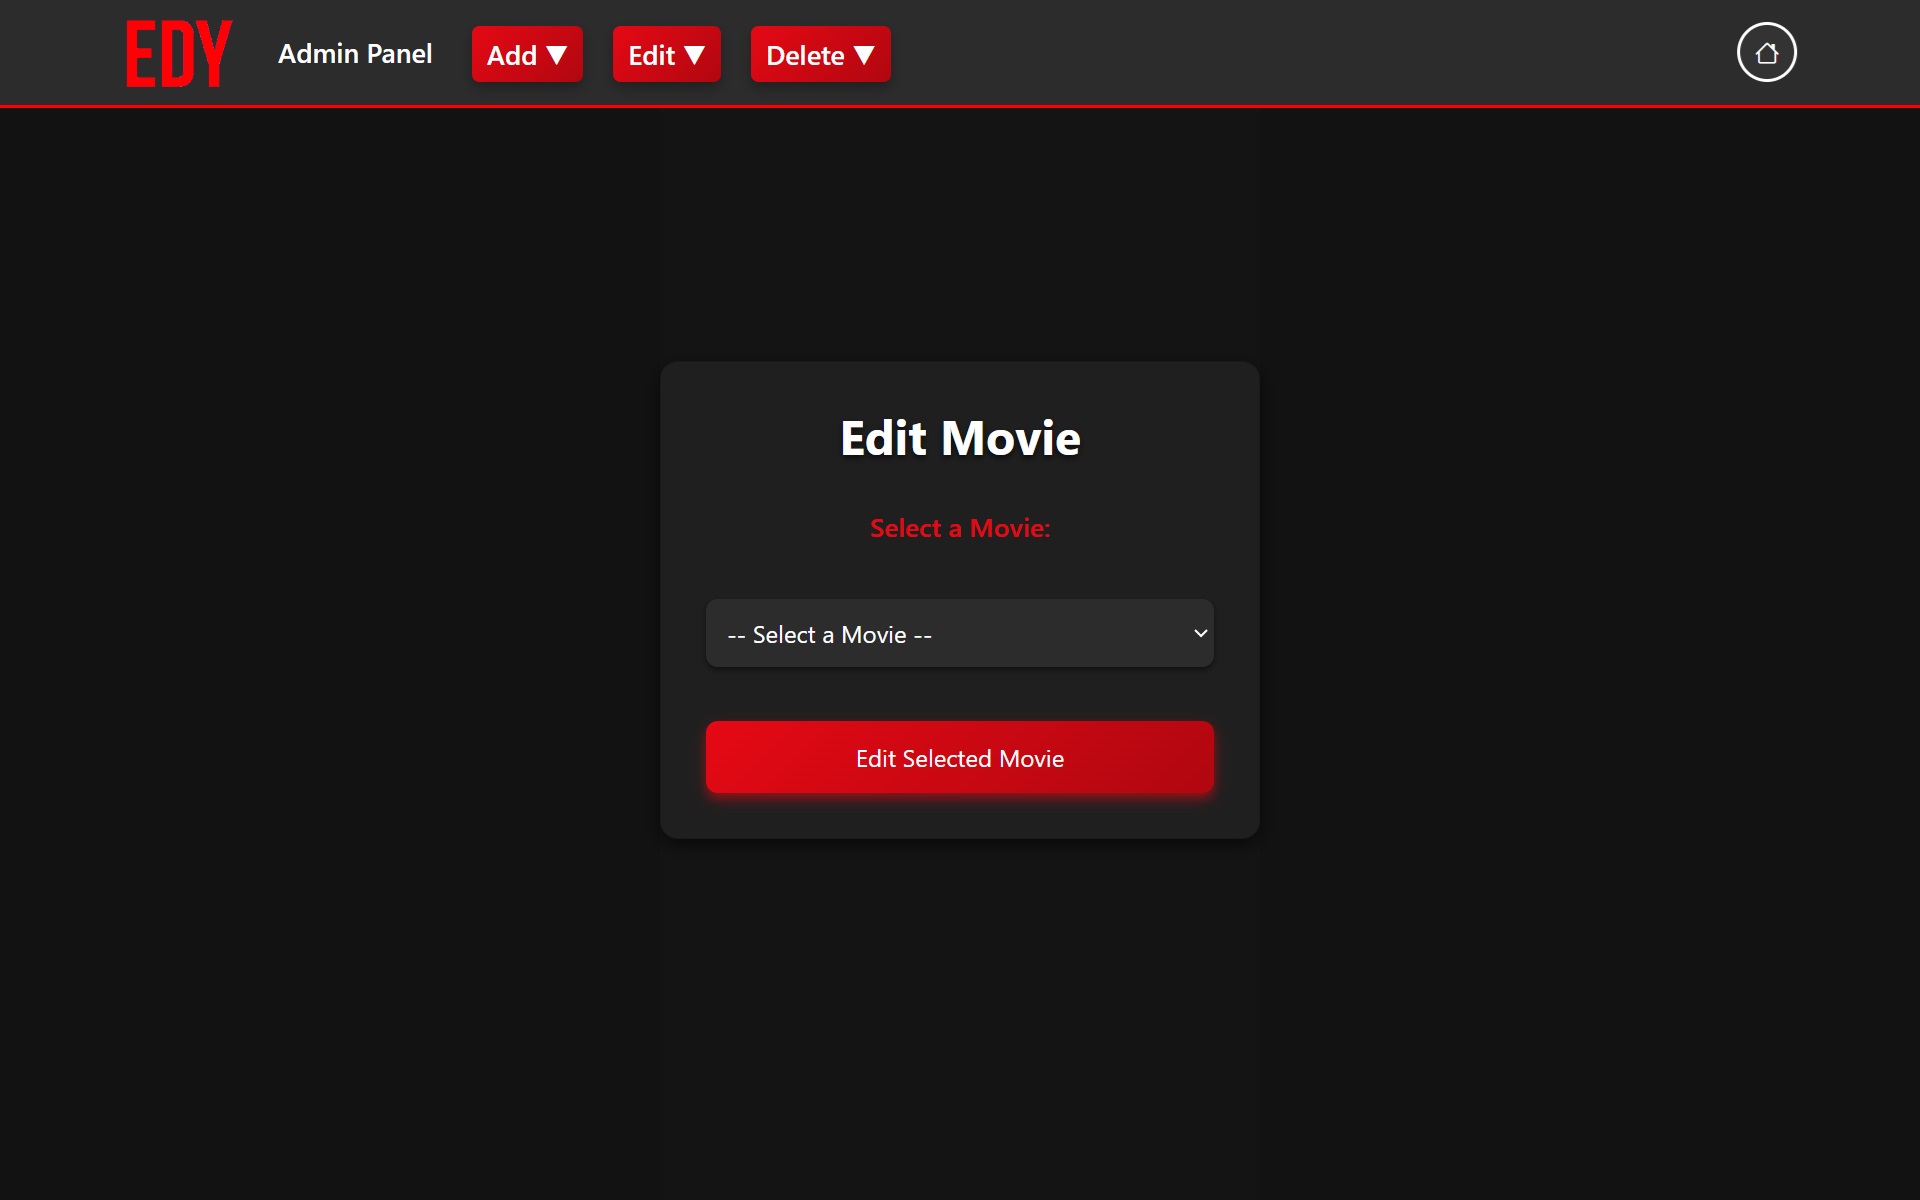 EDY
Admin Panel
Add ▼
Edit ▼
Delete ▼
Edit Movie
Select a Movie:
-- Select a Movie --
Edit Selected Movie